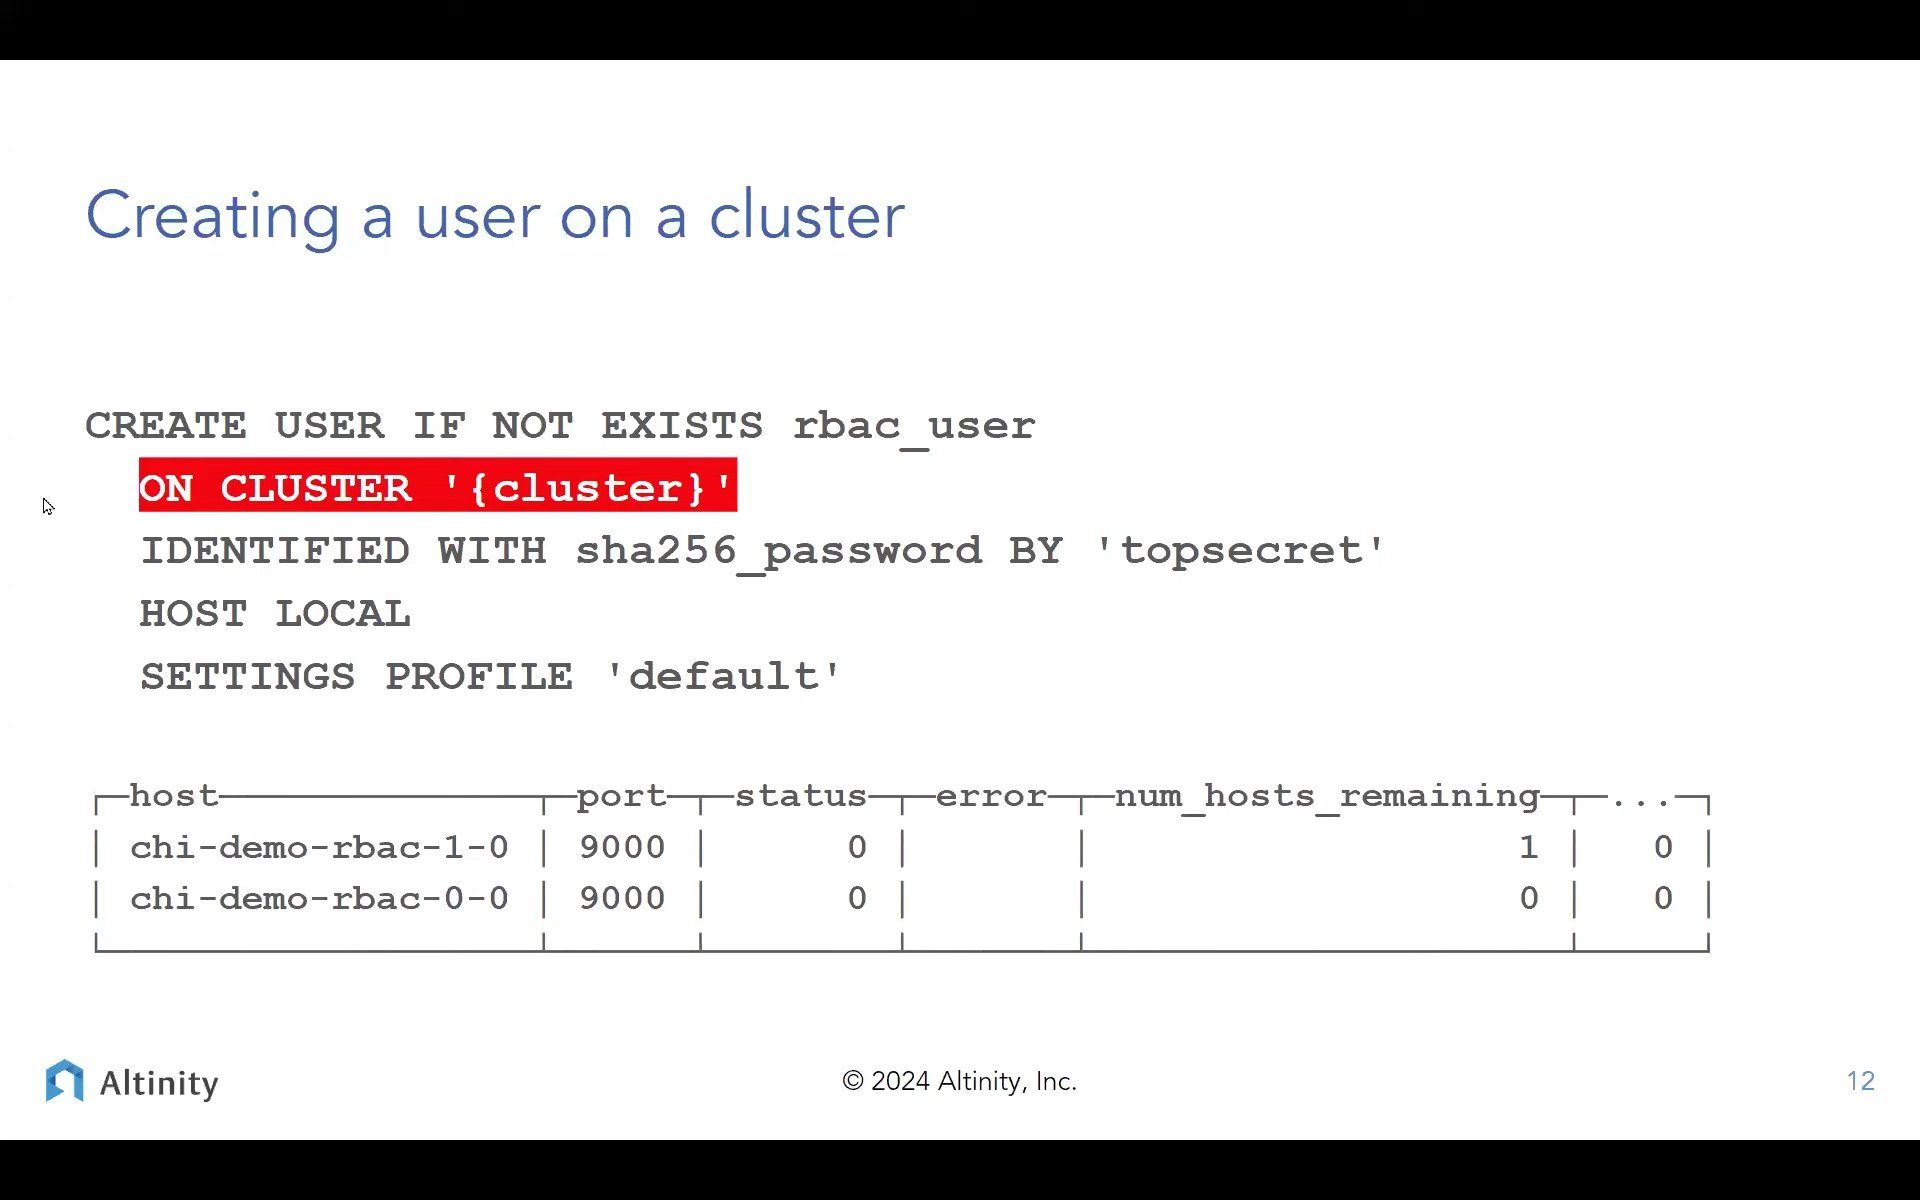 Creating a user on a cluster
CREATE USER IF NOT EXISTS rbac_user
ON CLUSTER '{cluster}'
IDENTIFIED WITH sha256_password BY 'topsecret'
HOST LOCAL
SETTINGS PROFILE 'default'
┌─host──────────────┬─port─┬─status─┬─error─┬─num_hosts_remaining─┬─...─┐
│ chi-demo-rbac-1-0 │ 9000 │ 0 │ │ 1 │ 0 │
│ chi-demo-rbac-0-0 │ 9000 │ 0 │ │ 0 │ 0 │
└───────────────────┴──────┴────────┴───────┴─────────────────────┴─────┘
Altinity
© 2024 Altinity, Inc.
12